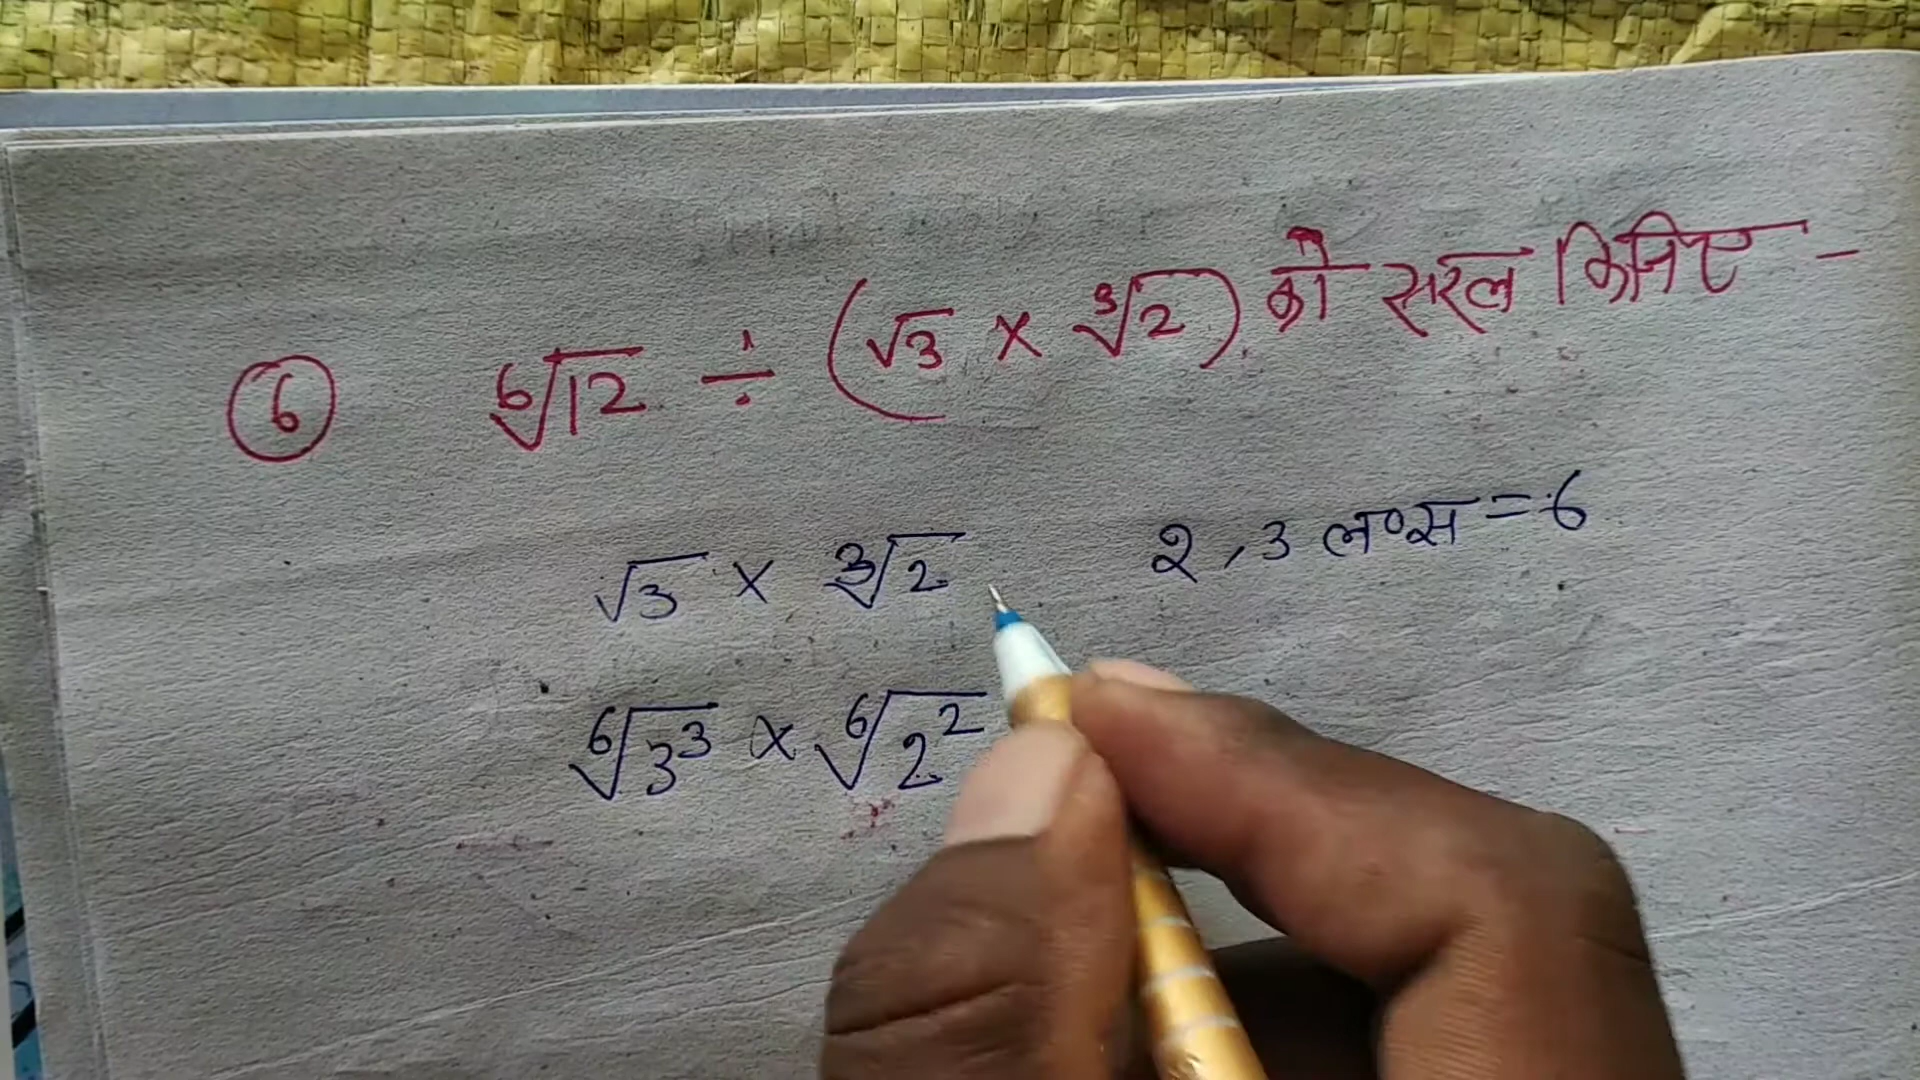 6 ⁶√12 ÷ (√3 × ³√2) को सरल किजिए -
√3 × ³√2 2, 3 ल०स = 6
⁶√3³ × ⁶√2²